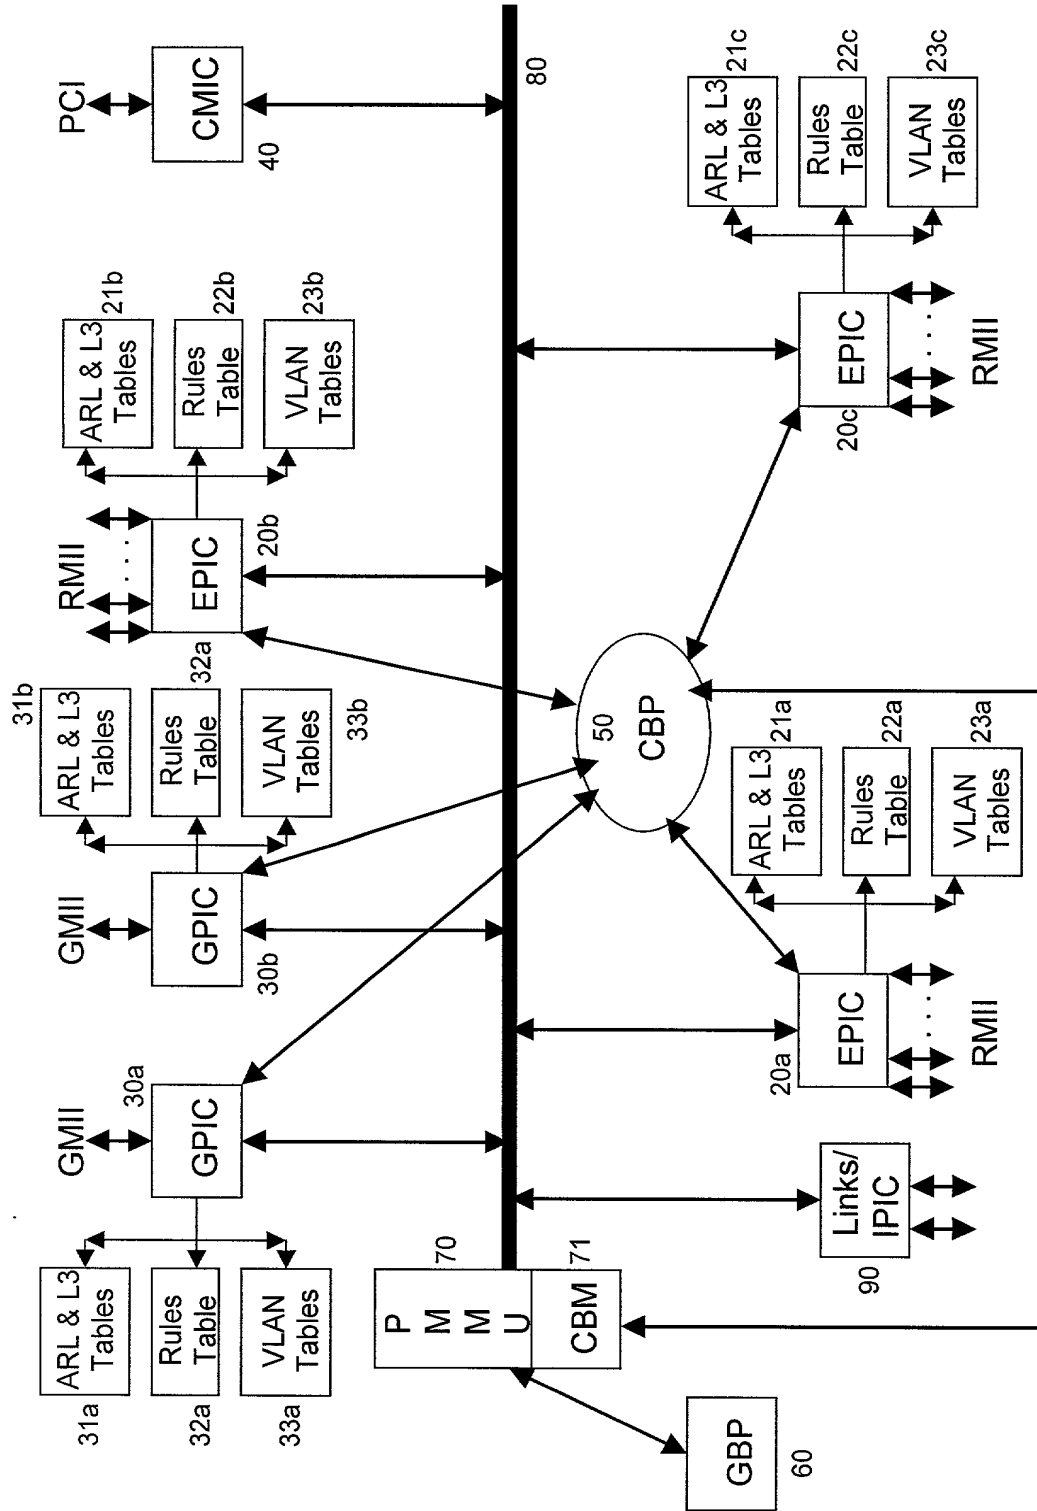 31a
ARL & L3
Tables
32a
Rules
Table
33a
VLAN
Tables
GMII
30a
GPIC
GMII
30b
GPIC
31b
ARL & L3
Tables
Rules
Table
32a
VLAN
Tables
33b
RMII
. . . .
EPIC
20b
ARL & L3
Tables
21b
Rules
Table
22b
VLAN
Tables
23b
PCI
CMIC
40
P
M
M
U
70
CBM
71
80
GBP
60
50
CBP
Links/
IPIC
90
20a
EPIC
. . . .
RMII
ARL & L3
Tables
21a
Rules
Table
22a
VLAN
Tables
23a
20c
EPIC
. . . .
RMII
ARL & L3
Tables
21c
Rules
Table
22c
VLAN
Tables
23c